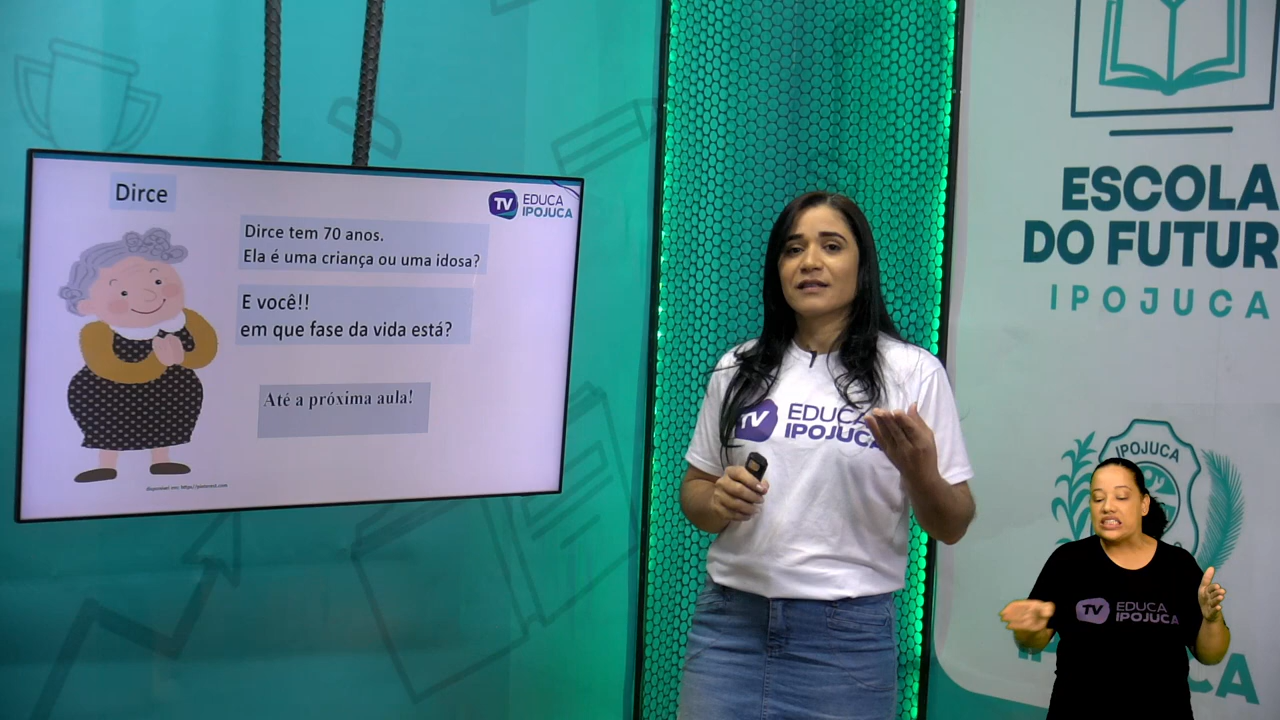 Dirce
TV EDUCA
IPOJUCA
Dirce tem 70 anos.
Ela é uma criança ou uma idosa?
E você!!
em que fase da vida está?
Até a próxima aula!
TV EDUCA
IPOJUCA
ESCOLA
DO FUTUR
IPOJUCA
IPOJUCA
TV EDUCA
IPOJUCA